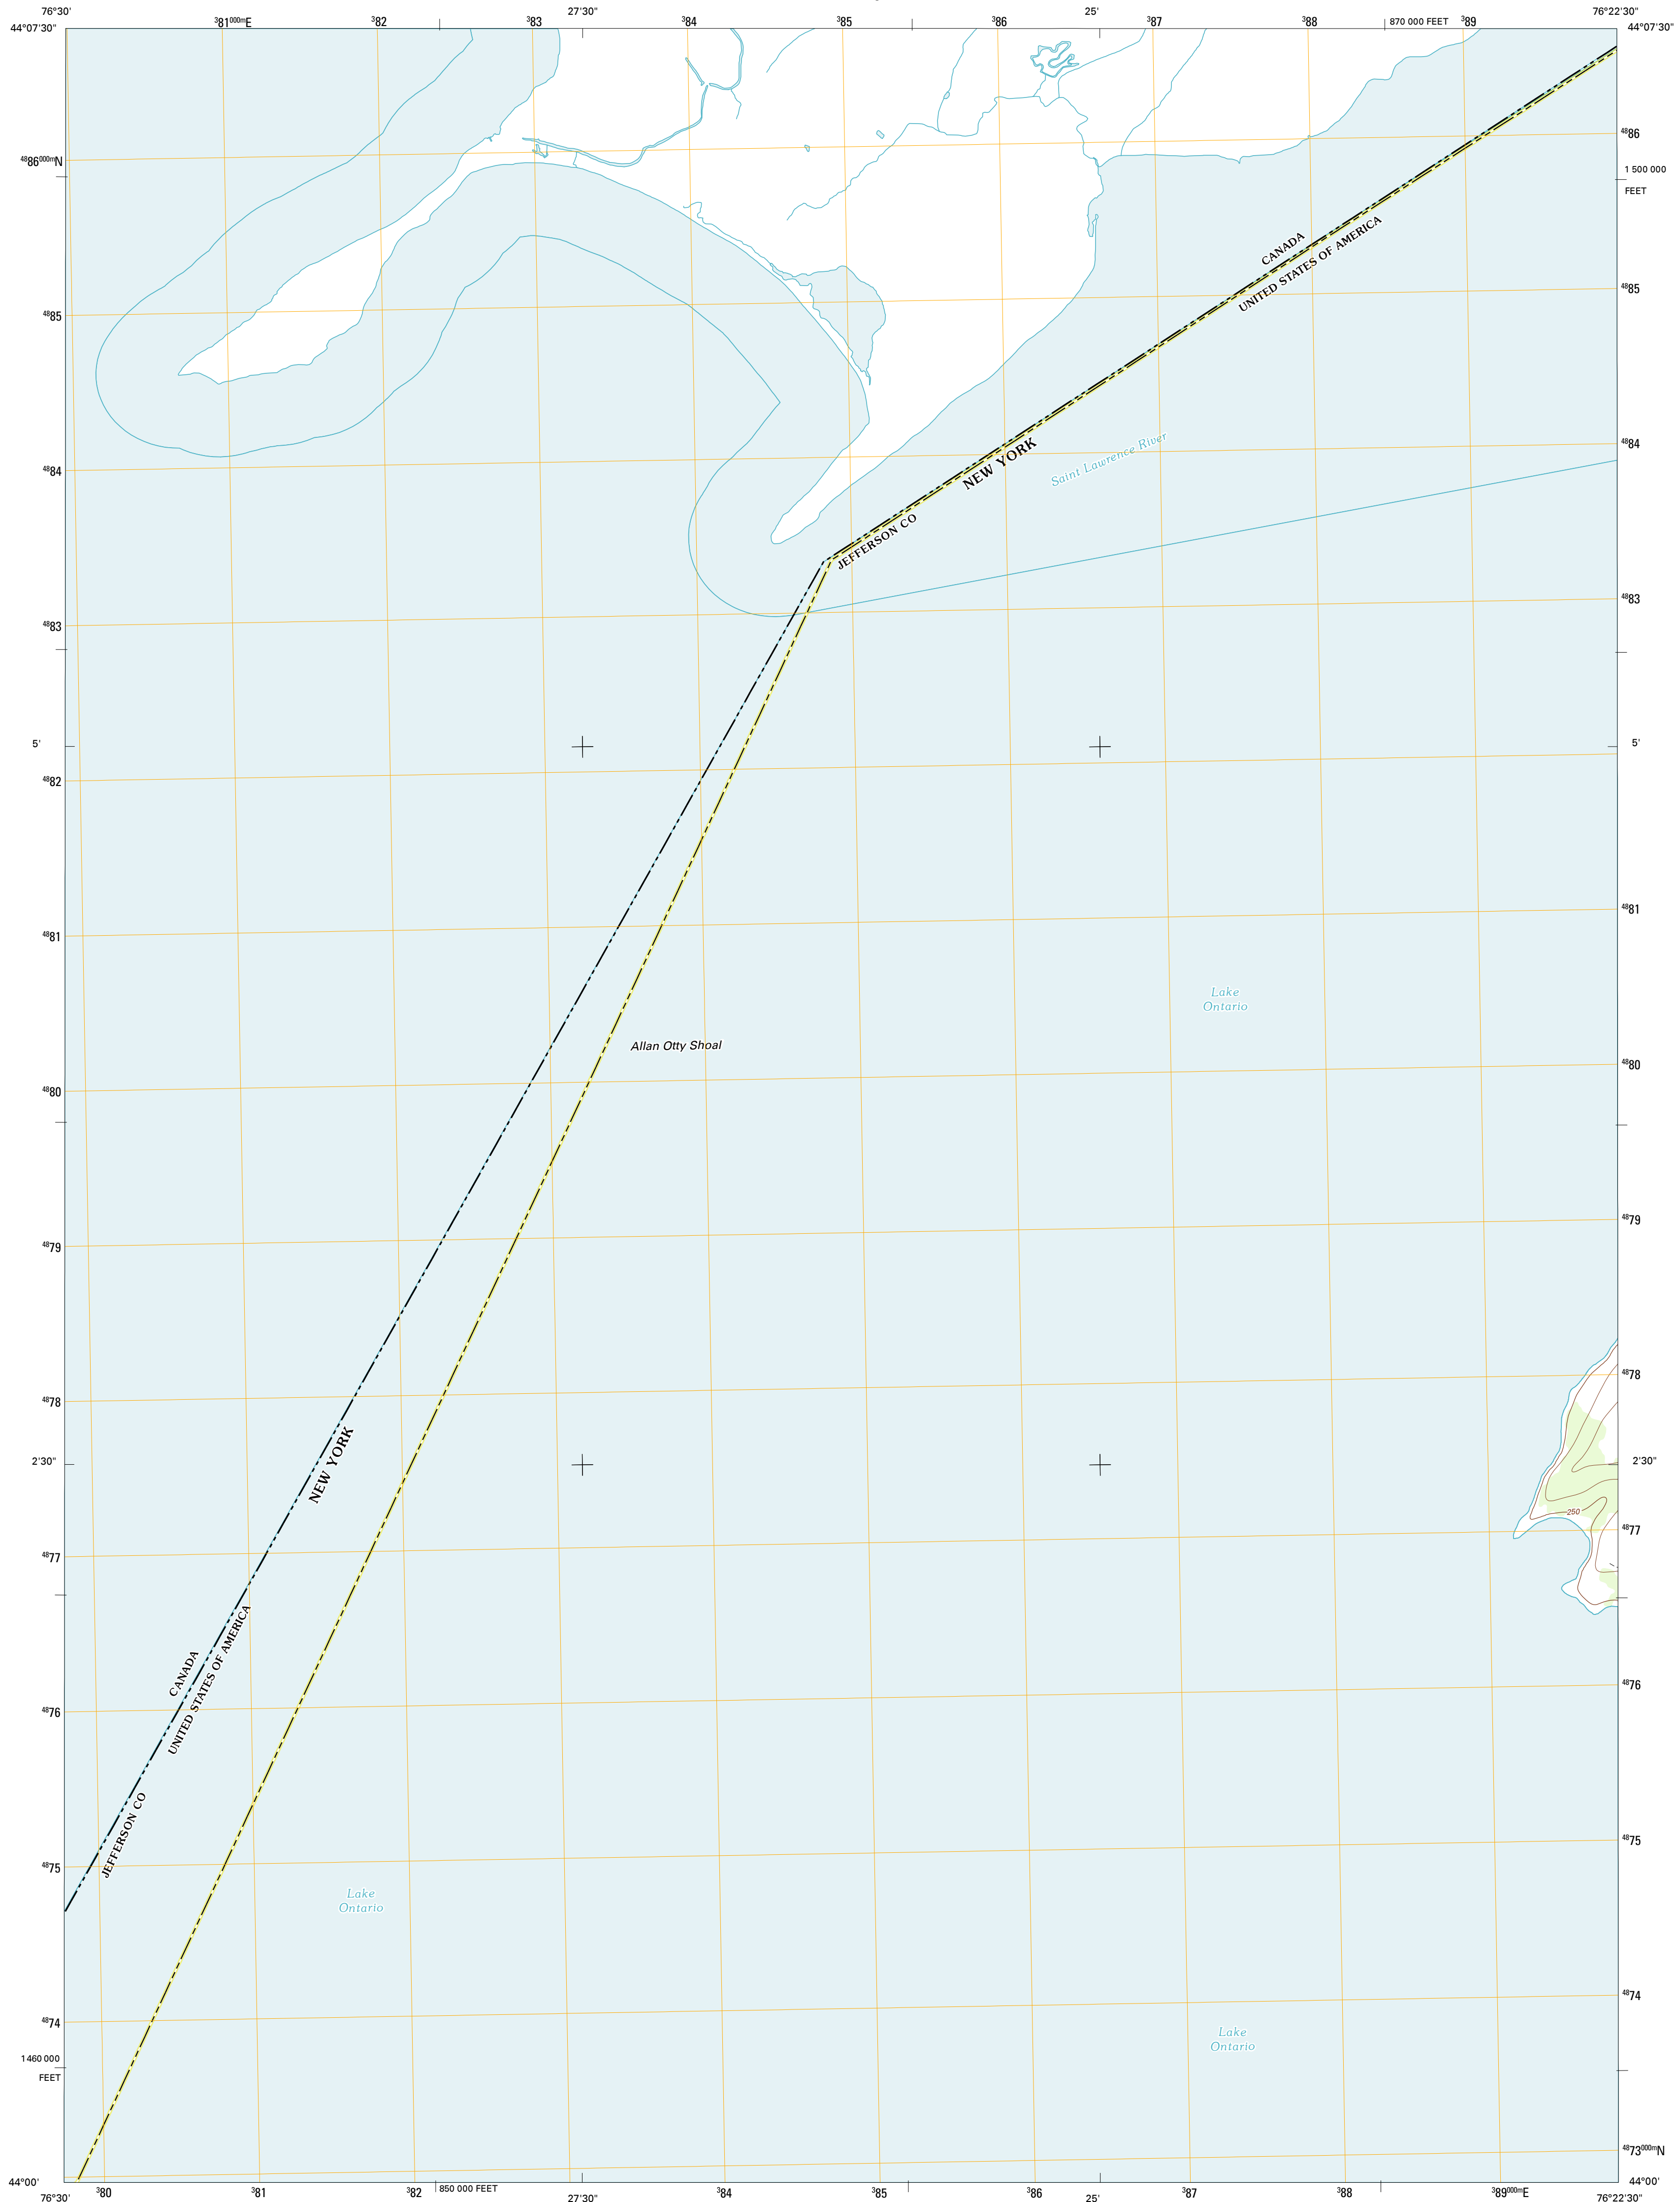 76°30' ³81⁰⁰⁰ᵐE ³82 ³83 27'30" ³84 ³85 ³86 25' ³87 ³88 870 000 FEET ³89 76°22'30"
44°07'30" 44°07'30"
⁴⁸86
⁴⁸86⁰⁰⁰ᵐN
1 500 000
FEET
CANADA
UNITED STATES OF AMERICA
⁴⁸85
⁴⁸85
⁴⁸84
NEW YORK
Saint Lawrence River
⁴⁸84
JEFFERSON CO
⁴⁸83
⁴⁸83
5' 5'
⁴⁸82
⁴⁸81
⁴⁸81
Lake
Ontario
Allan Otty Shoal
⁴⁸80
⁴⁸80
⁴⁸79
⁴⁸79
⁴⁸78
⁴⁸78
NEW YORK
2'30" 2'30"
250
⁴⁸77
⁴⁸77
CANADA
UNITED STATES OF AMERICA
⁴⁸76
⁴⁸76
JEFFERSON CO
⁴⁸75
⁴⁸75
Lake
Ontario
⁴⁸74
⁴⁸74
Lake
Ontario
1 460 000
FEET
⁴⁸73⁰⁰⁰ᵐN
44°00' 44°00'
76°30' ³80 ³81 ³82 850 000 FEET 27'30" ³84 ³85 ³86 25' ³87 ³88 ³89⁰⁰⁰ᵐE 76°22'30"